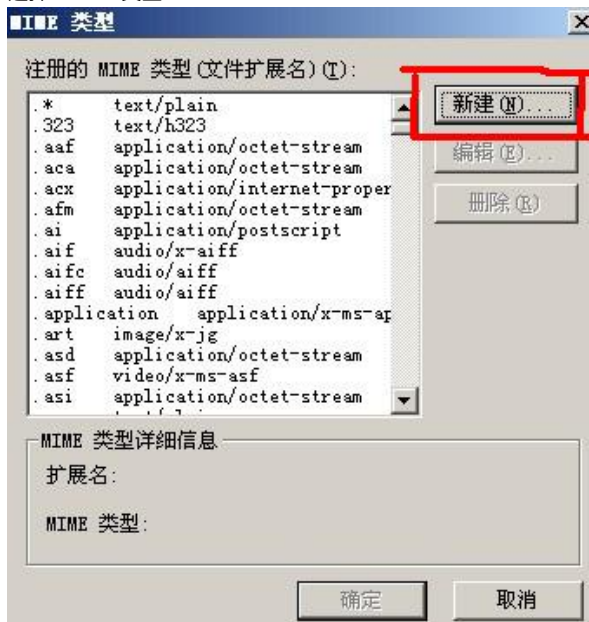 MIME 类型
注册的 MIME 类型(文件扩展名)(T):
.* text/plain
.323 text/h323
.aaf application/octet-stream
.aca application/octet-stream
.acx application/internet-proper
.afm application/octet-stream
.ai application/postscript
.aif audio/x-aiff
.aifc audio/aiff
.aiff audio/aiff
.application application/x-ms-ap
.art image/x-jg
.asd application/octet-stream
.asf video/x-ms-asf
.asi application/octet-stream
新建(N)...
编辑(E)...
删除(R)
MIME 类型详细信息
扩展名:
MIME 类型:
确定
取消